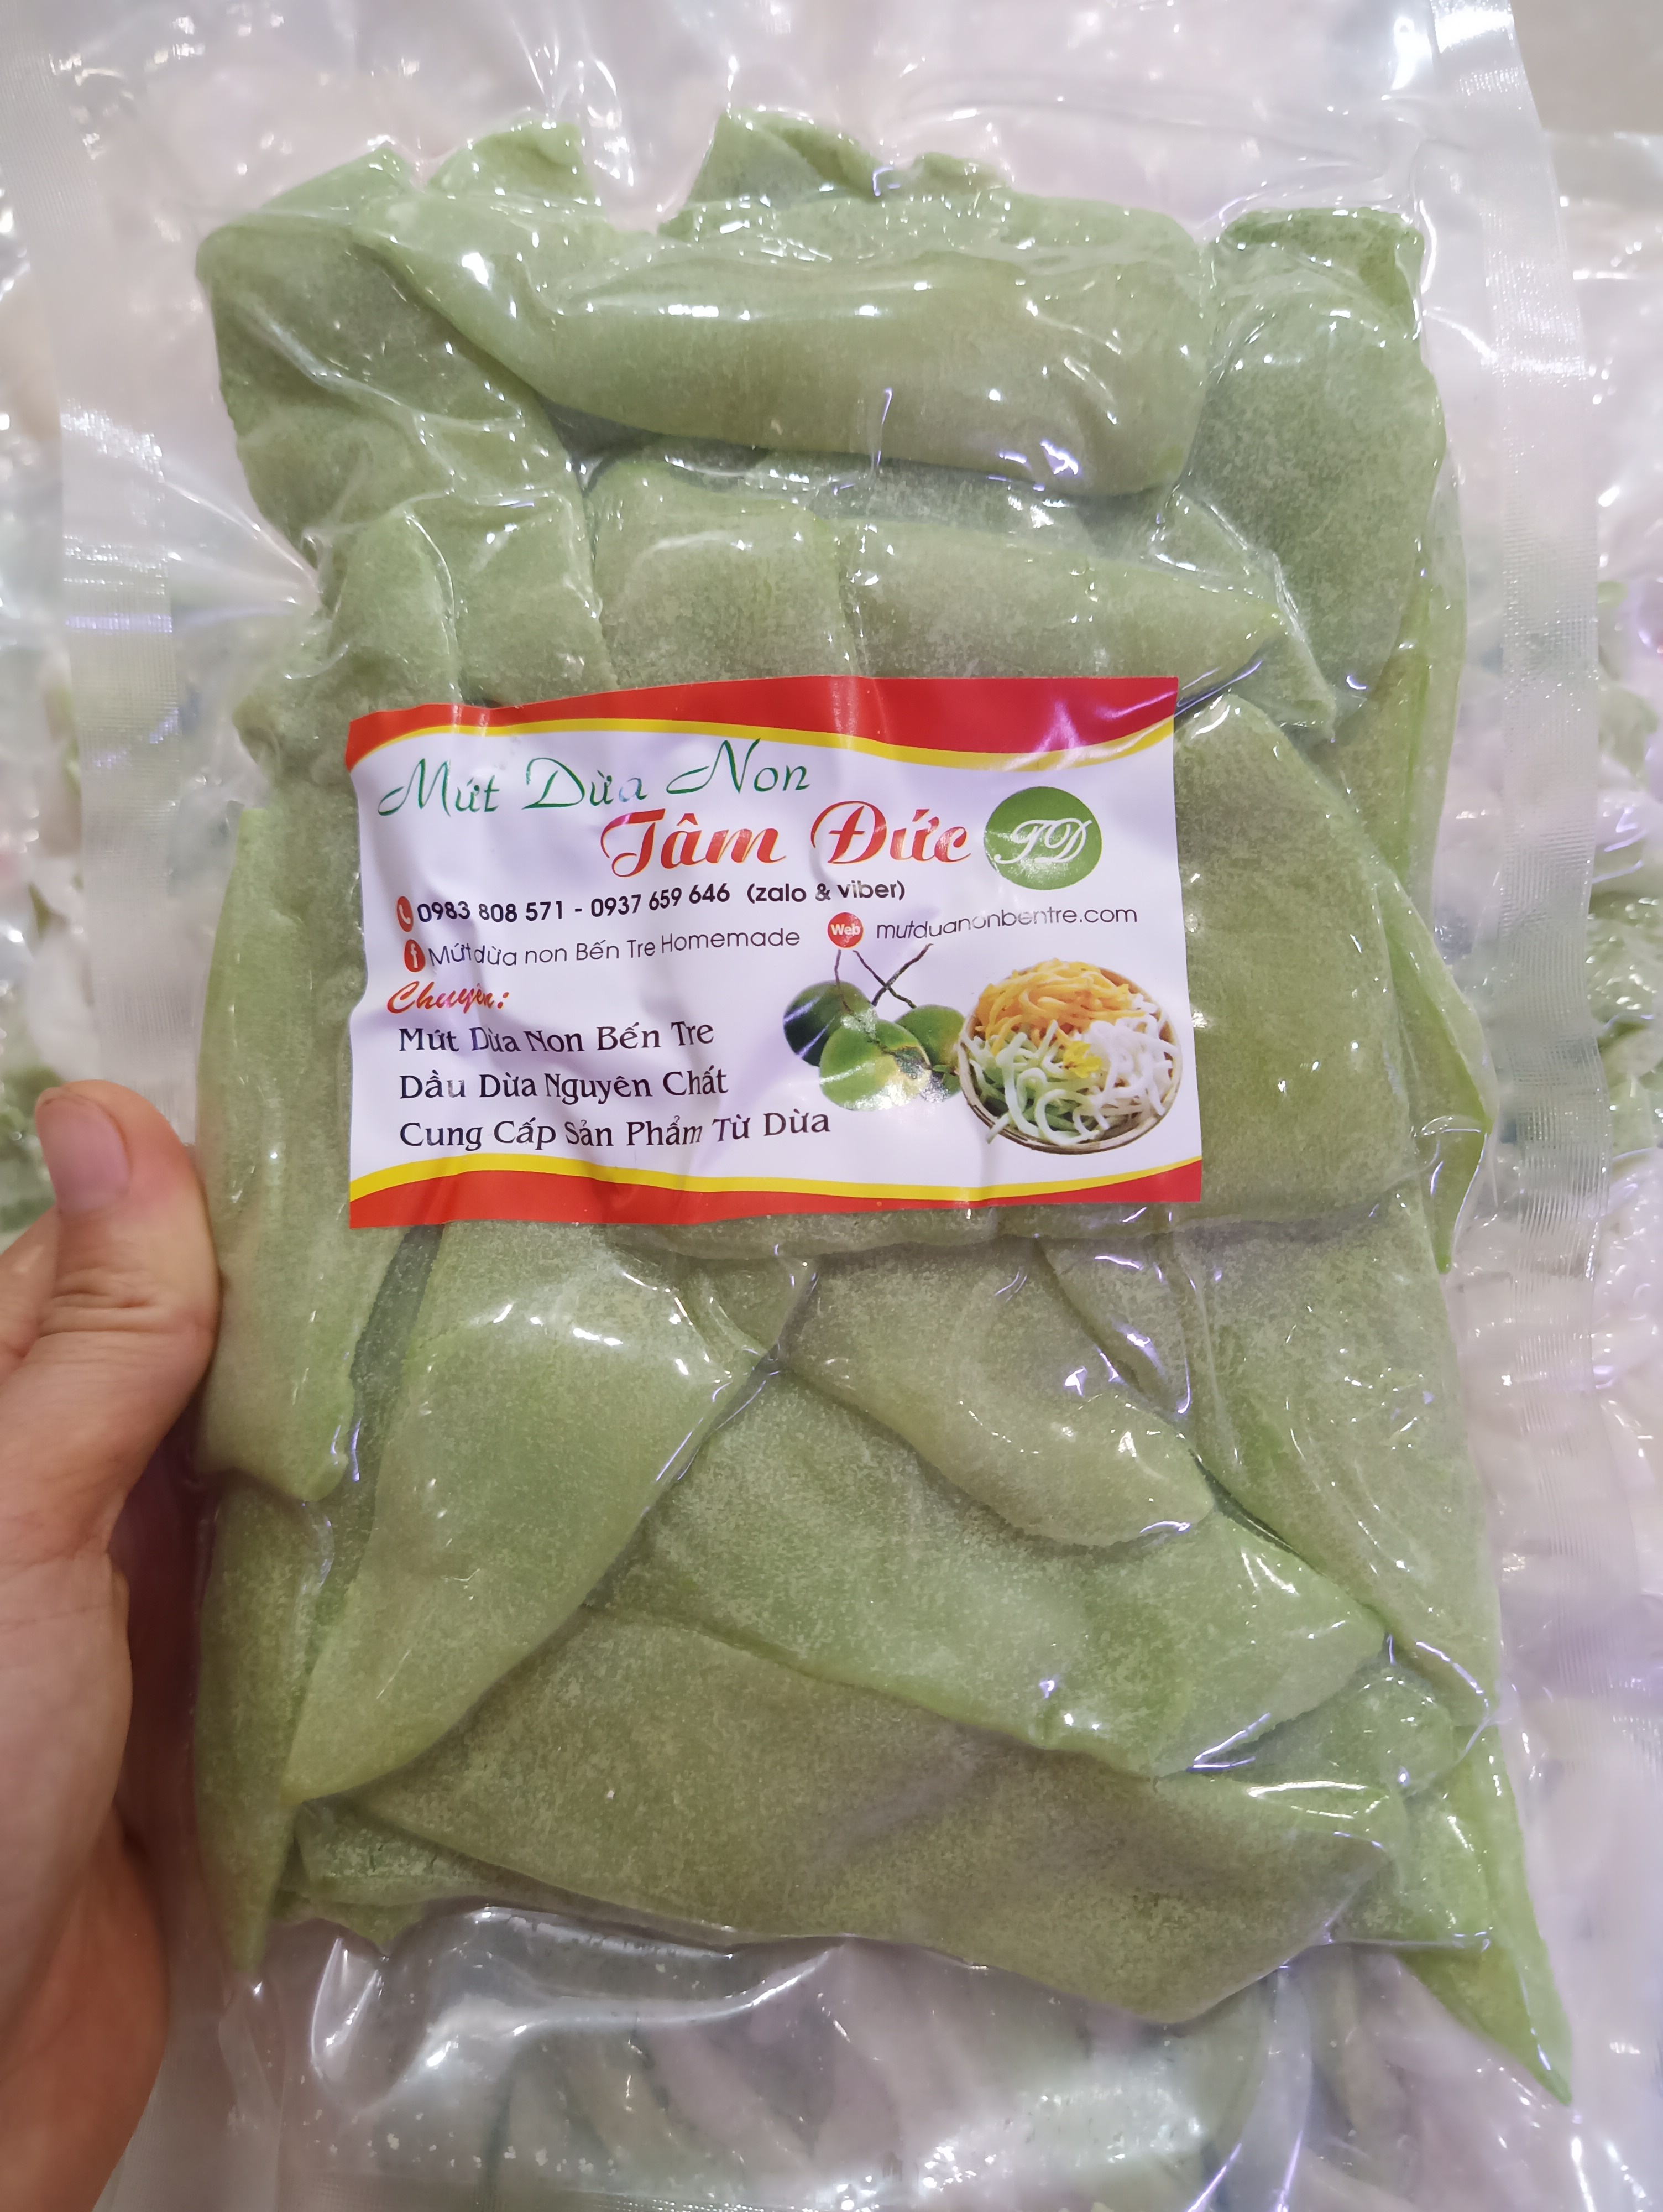 Mứt Dừa Non
Tâm Đức TD
0983 808 571 - 0937 659 646 (zalo & viber)
f Mứt dừa non Bến Tre Homemade Web mutduanonbentre.com
Chuyên:
Mứt Dừa Non Bến Tre
Dầu Dừa Nguyên Chất
Cung Cấp Sản Phẩm Từ Dừa